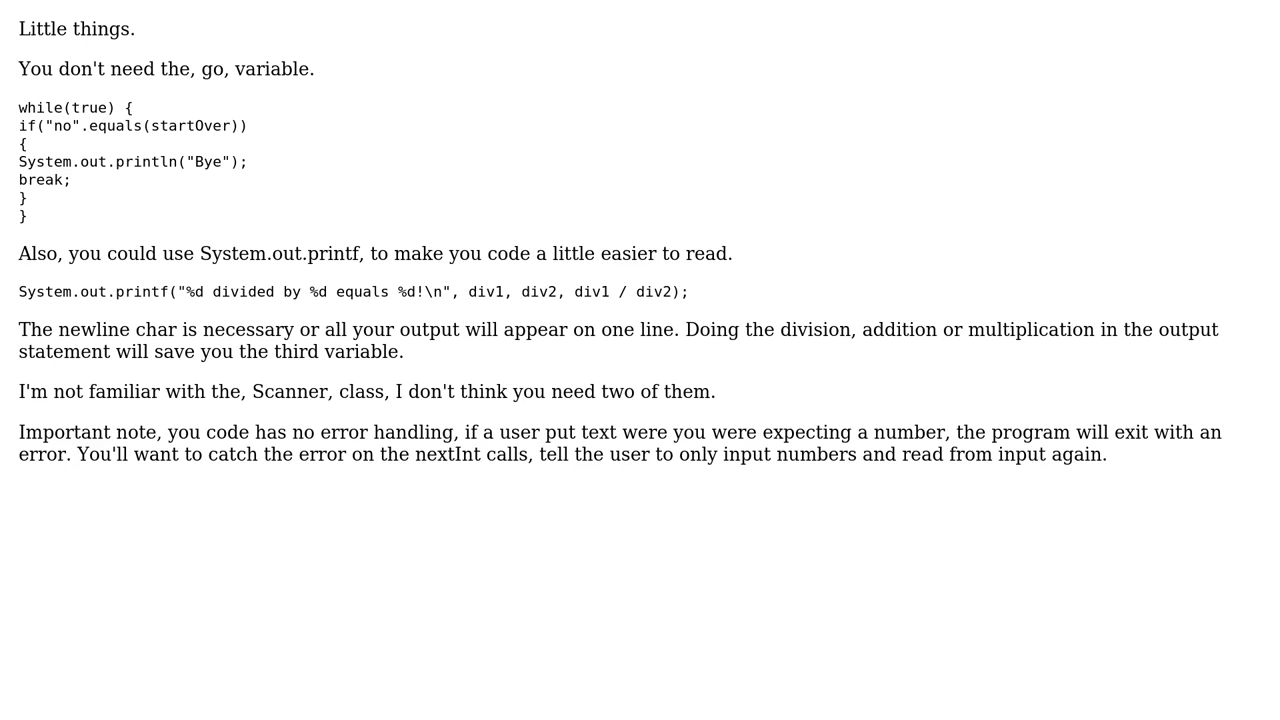 Little things.
You don't need the, go, variable.
while(true) {
if("no".equals(startOver))
{
System.out.println("Bye");
break;
}
}
Also, you could use System.out.printf, to make you code a little easier to read.
System.out.printf("%d divided by %d equals %d!\n", div1, div2, div1 / div2);
The newline char is necessary or all your output will appear on one line. Doing the division, addition or multiplication in the output
statement will save you the third variable.
I'm not familiar with the, Scanner, class, I don't think you need two of them.
Important note, you code has no error handling, if a user put text were you were expecting a number, the program will exit with an
error. You'll want to catch the error on the nextInt calls, tell the user to only input numbers and read from input again.